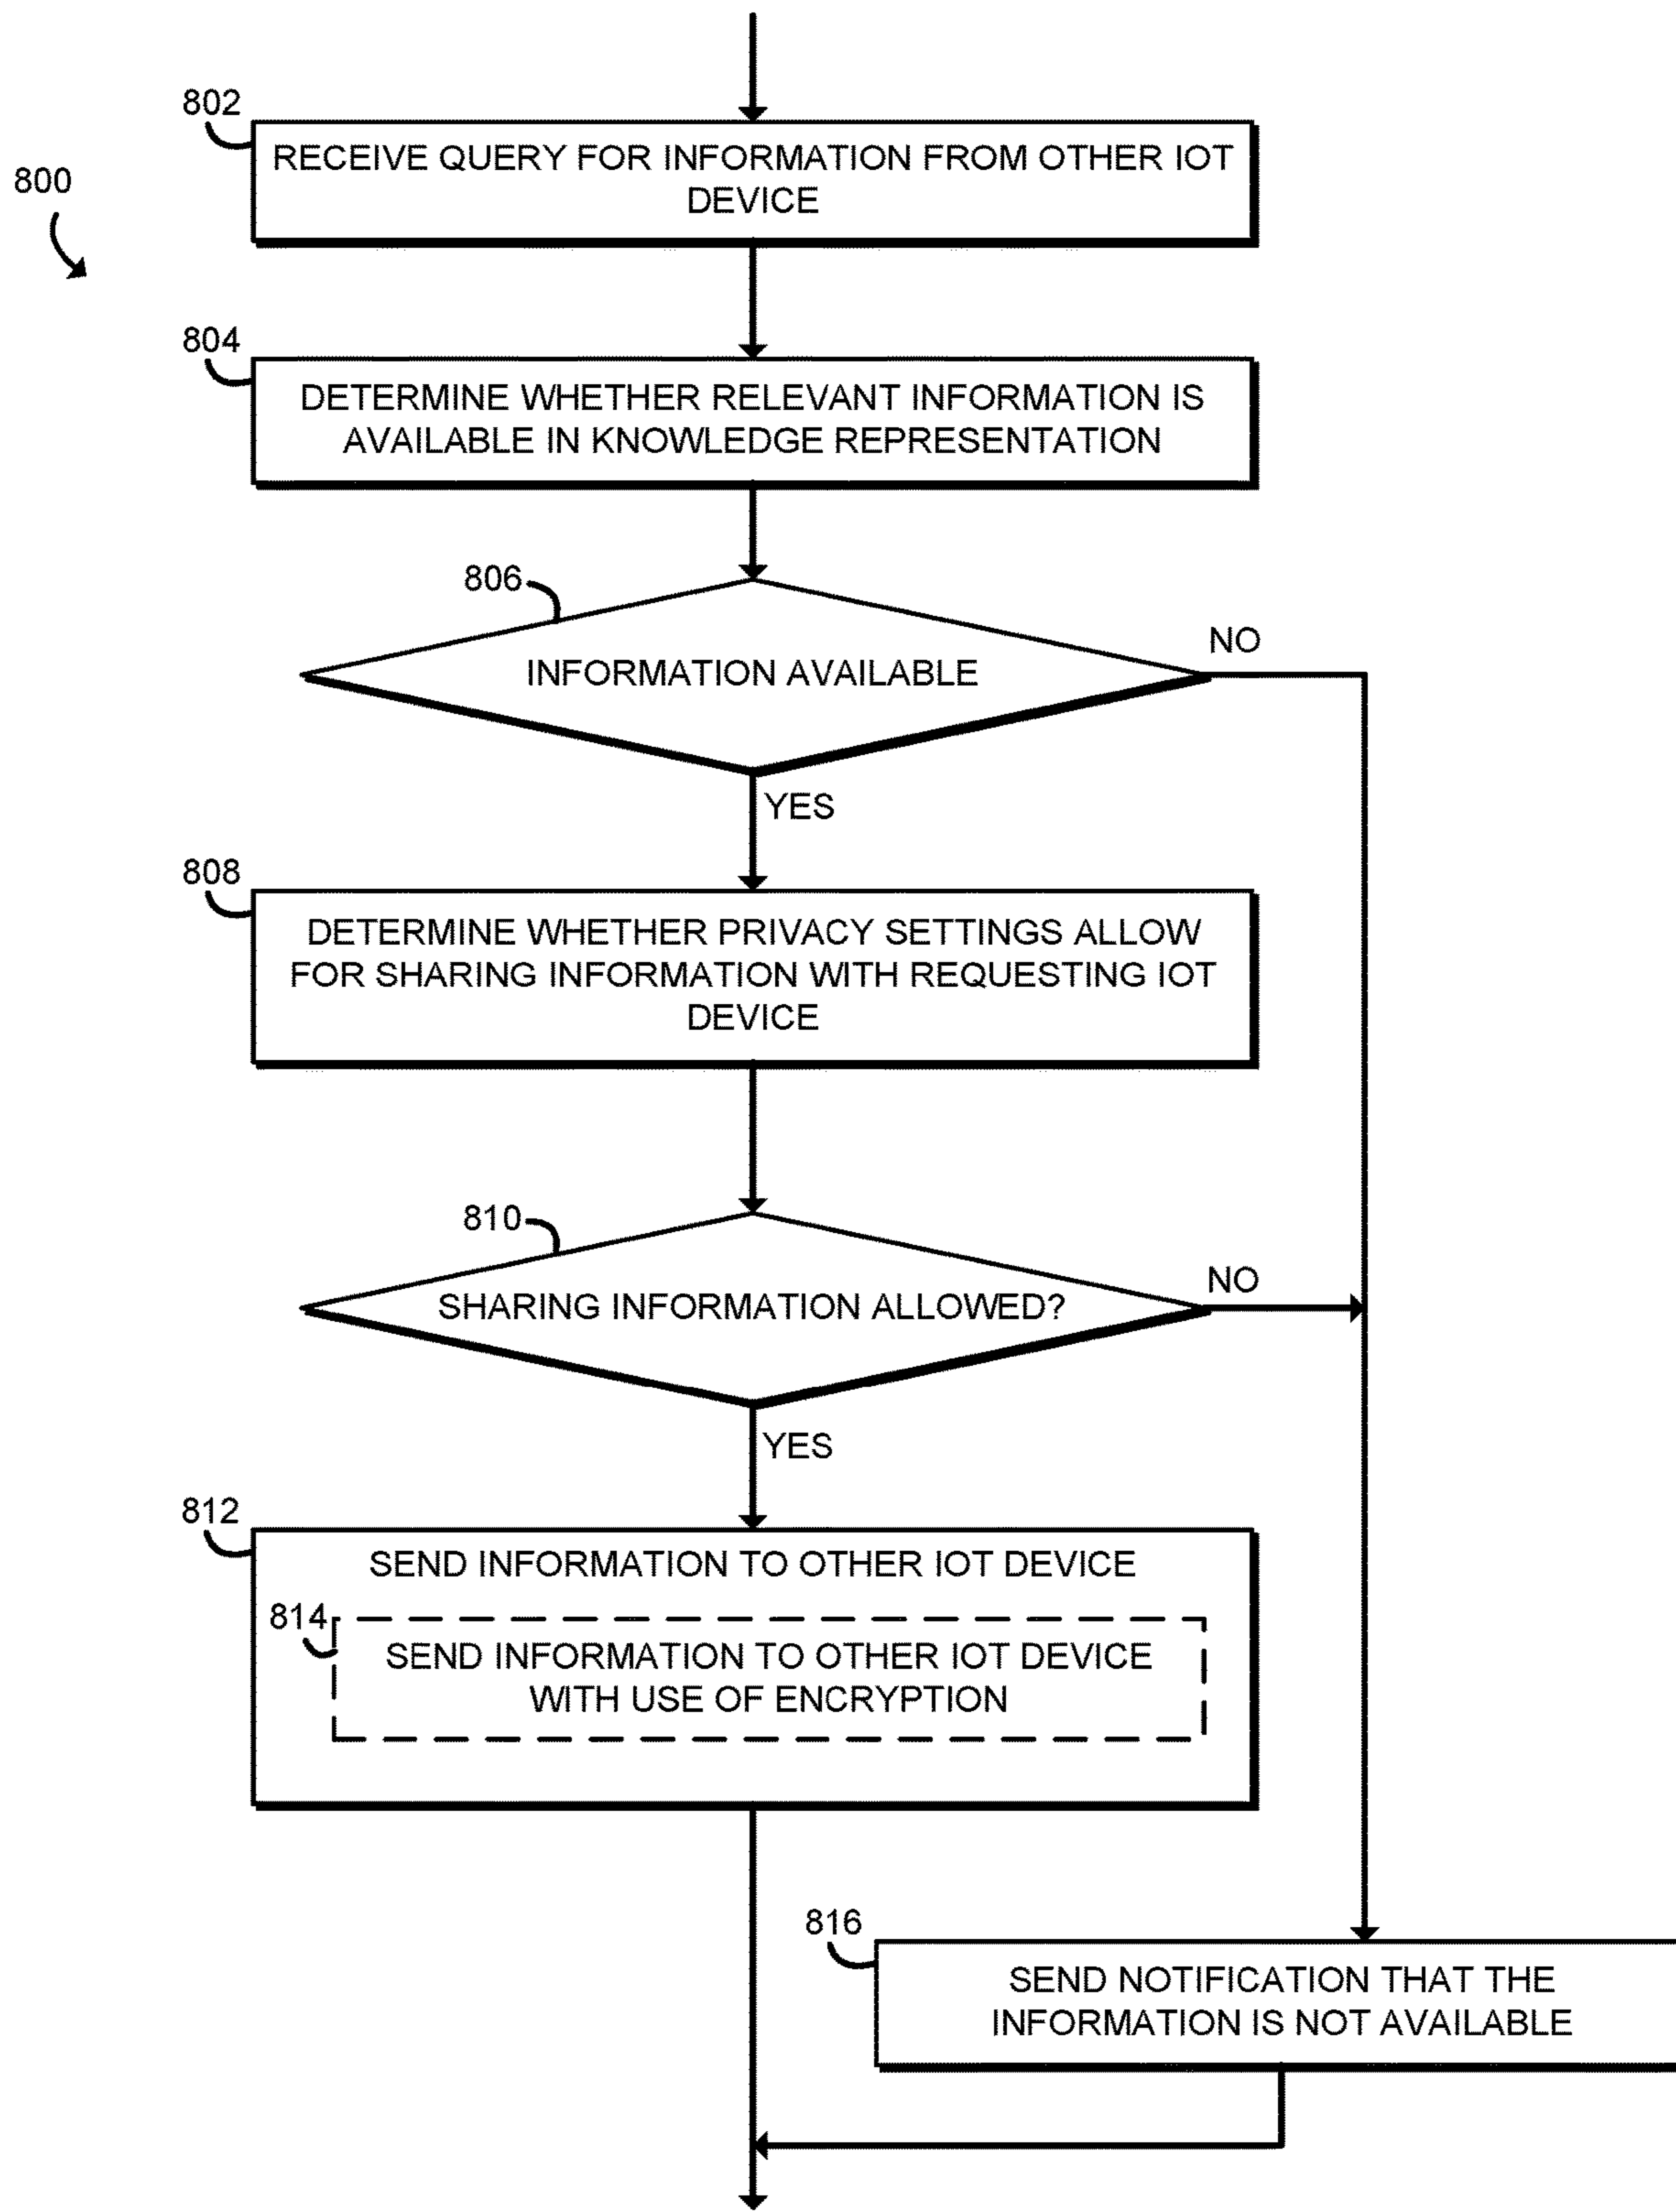 802
RECEIVE QUERY FOR INFORMATION FROM OTHER IOT
DEVICE
800
804
DETERMINE WHETHER RELEVANT INFORMATION IS
AVAILABLE IN KNOWLEDGE REPRESENTATION
806
INFORMATION AVAILABLE
NO
YES
808
DETERMINE WHETHER PRIVACY SETTINGS ALLOW
FOR SHARING INFORMATION WITH REQUESTING IOT
DEVICE
810
SHARING INFORMATION ALLOWED?
NO
YES
812
SEND INFORMATION TO OTHER IOT DEVICE
814
SEND INFORMATION TO OTHER IOT DEVICE
WITH USE OF ENCRYPTION
816
SEND NOTIFICATION THAT THE
INFORMATION IS NOT AVAILABLE